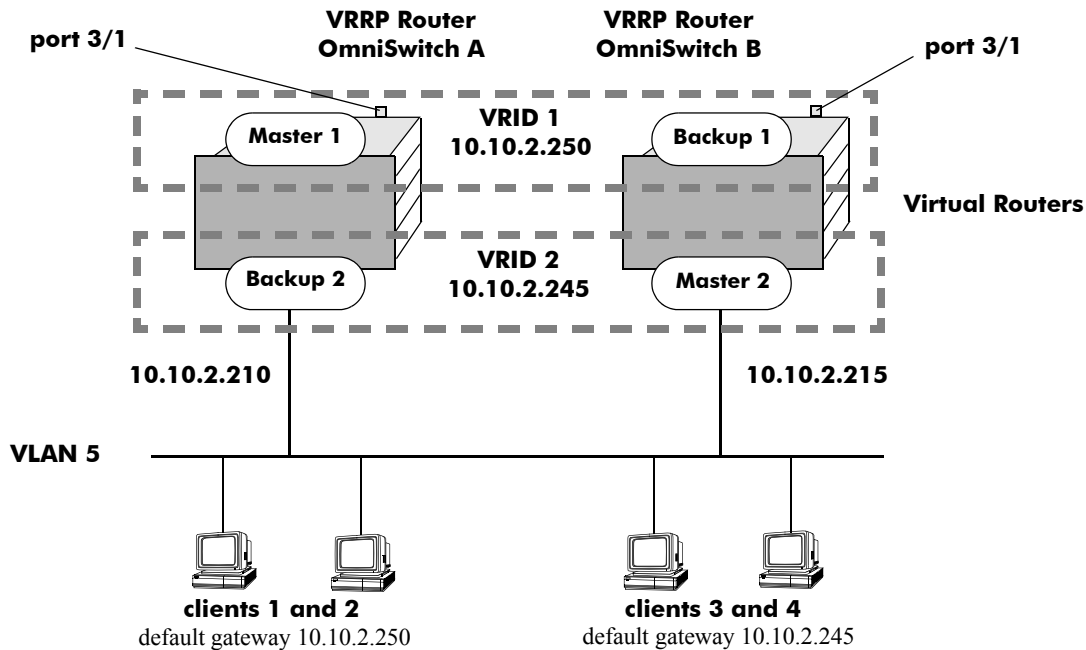 VRRP Router
OmniSwitch A
VRRP Router
OmniSwitch B
port 3/1
port 3/1
Master 1
VRID 1
10.10.2.250
Backup 1
Virtual Routers
Backup 2
VRID 2
10.10.2.245
Master 2
10.10.2.210
10.10.2.215
VLAN 5
clients 1 and 2
default gateway 10.10.2.250
clients 3 and 4
default gateway 10.10.2.245